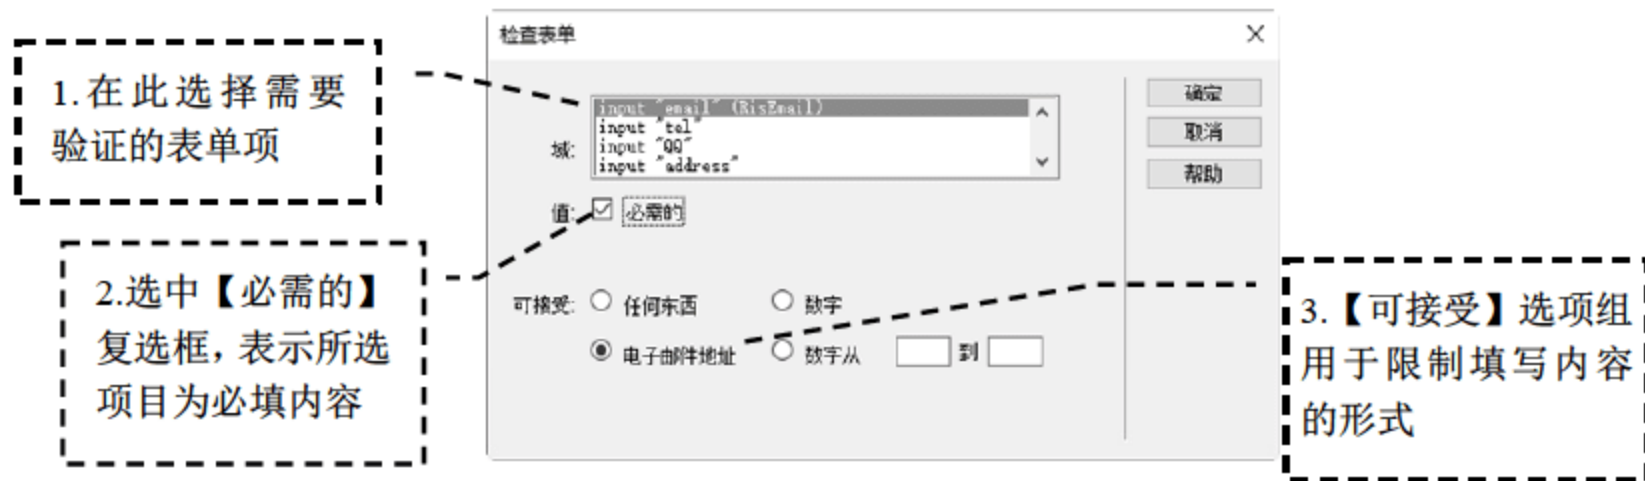 检查表单
1.在此选择需要
验证的表单项
域:
input "email" (RisEmail)
input "tel"
input "QQ"
input "address"
确定
取消
帮助
值:
必需的
2.选中【必需的】
复选框，表示所选
项目为必填内容
可接受:
任何东西
数字
电子邮件地址
数字从
到
3.【可接受】选项组
用于限制填写内容
的形式